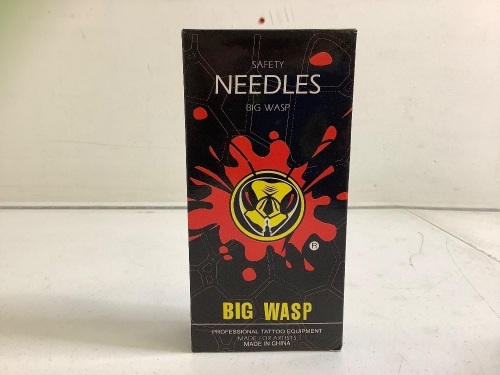 SAFETY
NEEDLES
BIG WASP
®
BIG WASP
PROFESSIONAL TATTOO EQUIPMENT
MADE FOR ARTISTS
MADE IN CHINA